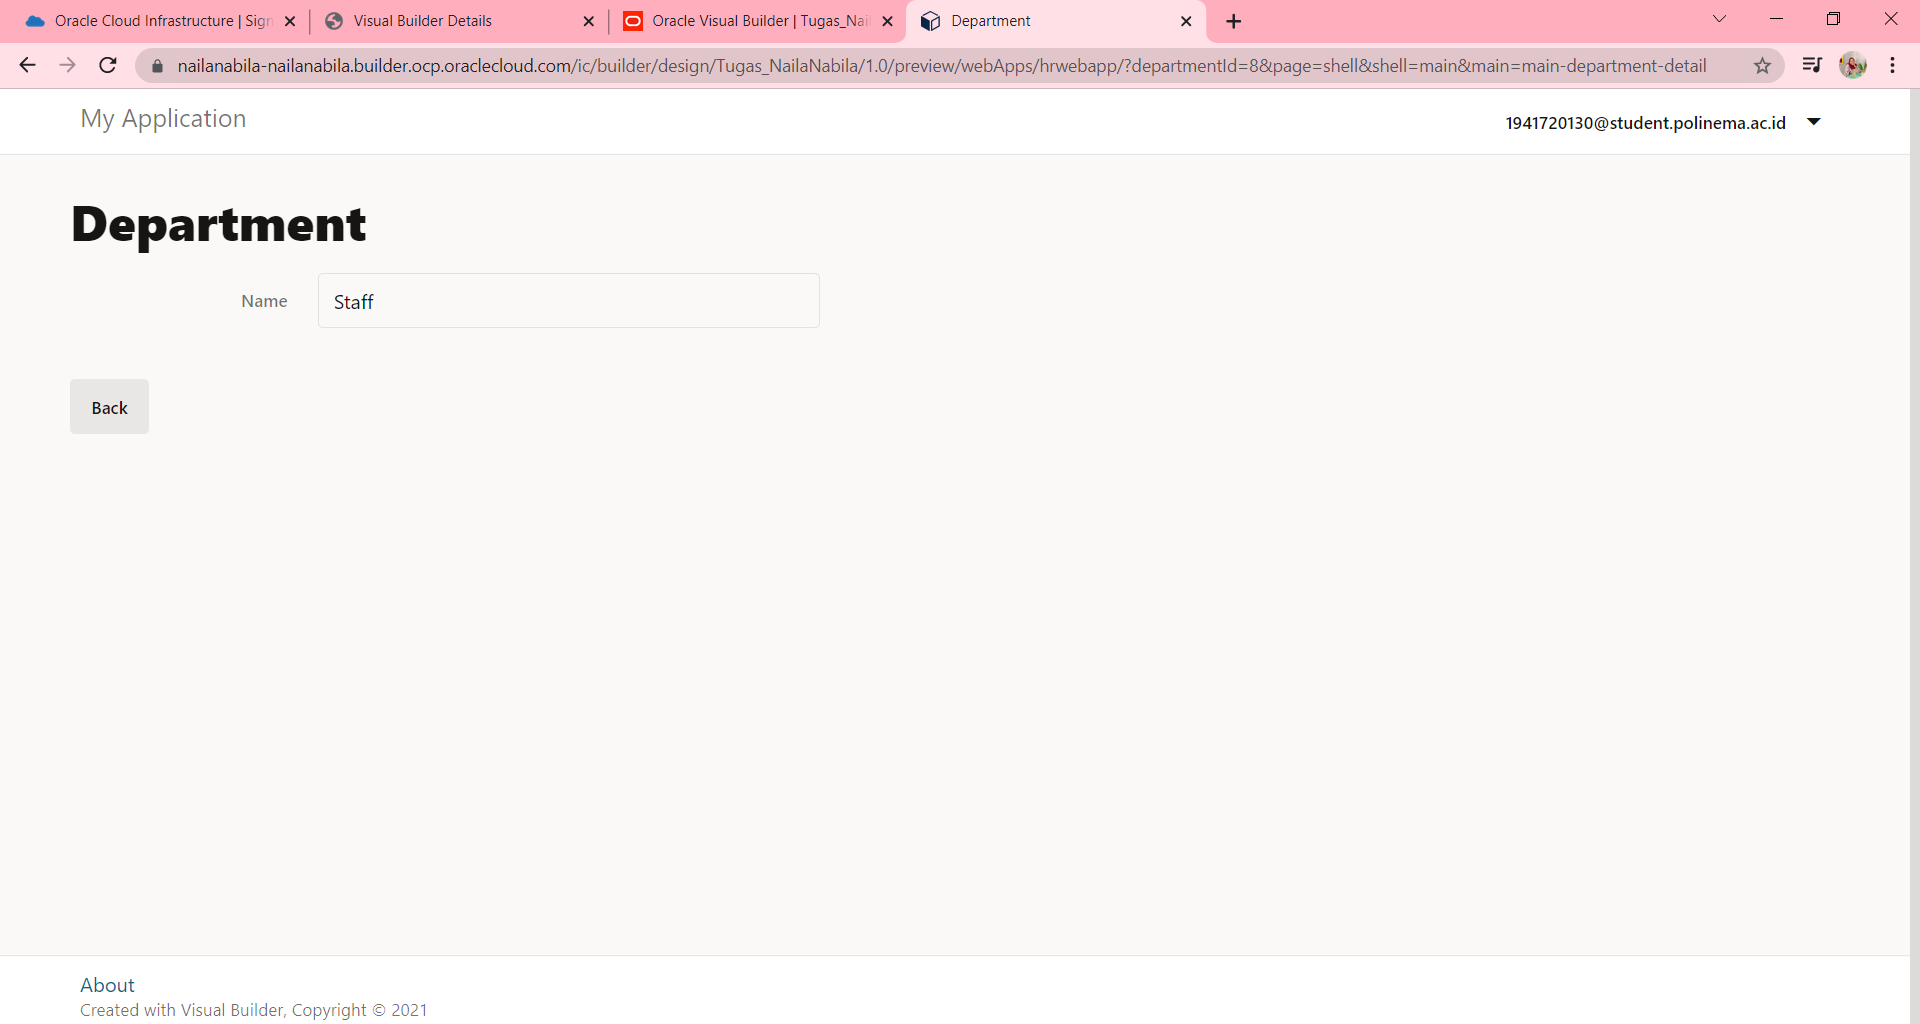 Oracle Cloud Infrastructure | Sign
Visual Builder Details
Oracle Visual Builder | Tugas_Nail
Department
nailanabila-nailanabila.builder.ocp.oraclecloud.com/ic/builder/design/Tugas_NailaNabila/1.0/preview/webApps/hrwebapp/?departmentId=8&page=shell&shell=main&main=main-department-detail
My Application
1941720130@student.polinema.ac.id
Department
Name
Staff
Back
About
Created with Visual Builder, Copyright © 2021